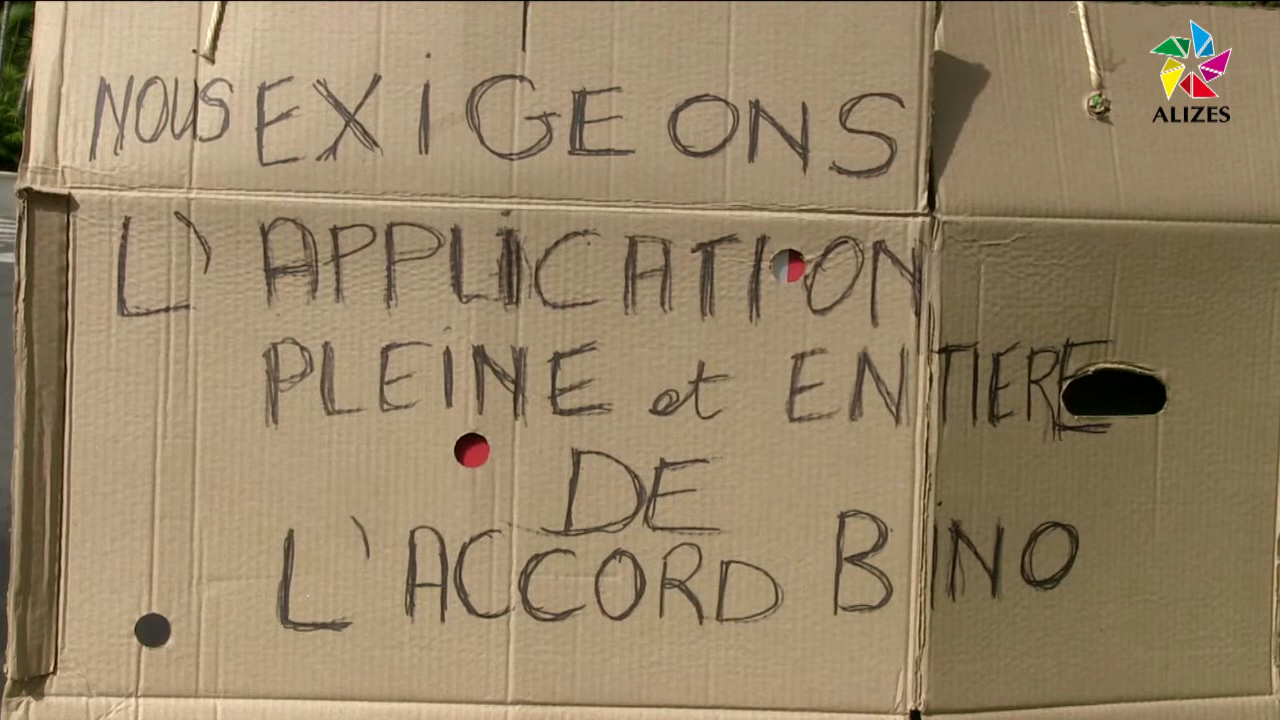 NOUS EXIGEONS
L'APPLICATION
PLEINE et ENTIERE
DE
L'ACCORD BINO
ALIZES